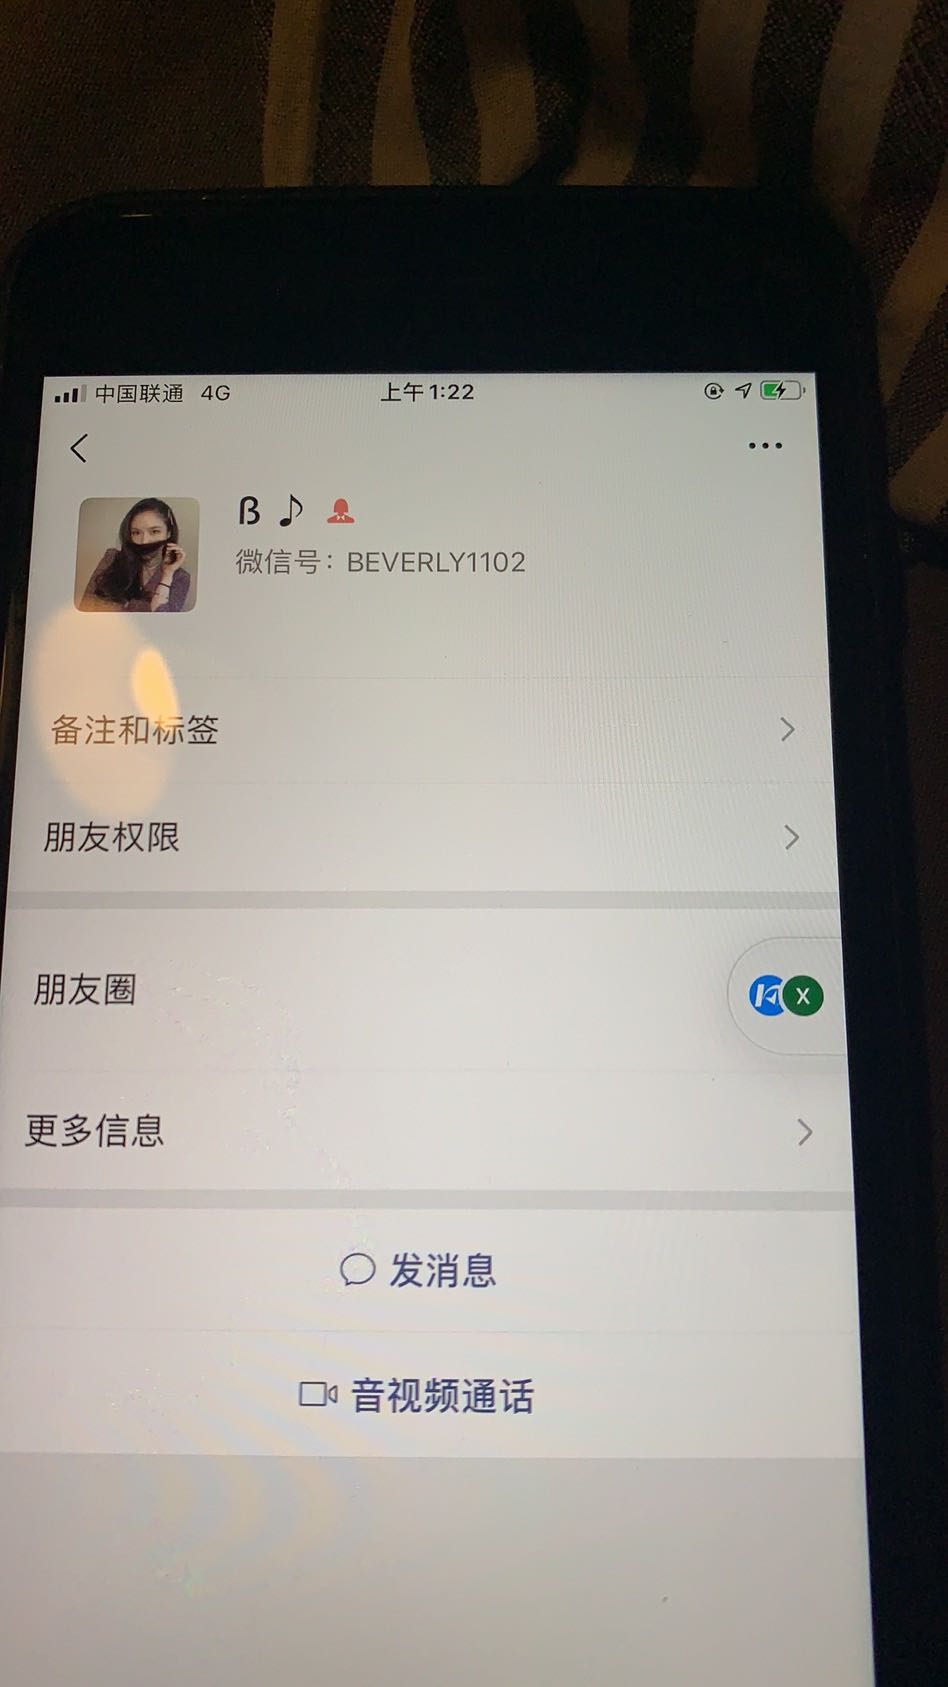 中国联通 4G 上午1:22
ß ♪
微信号：BEVERLY1102
备注和标签
朋友权限
朋友圈
X
更多信息
发消息
音视频通话